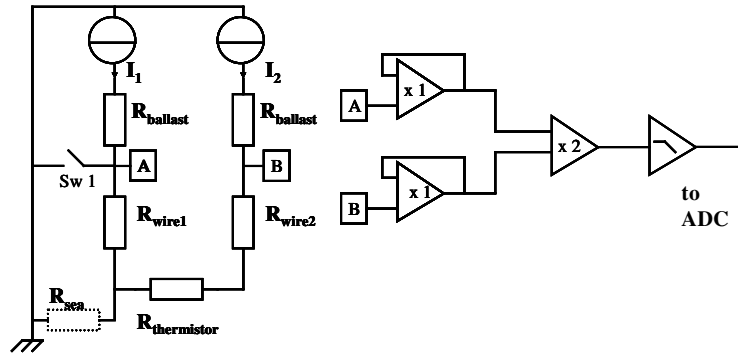 I1
I2
Rballast
Rballast
A
B
Sw 1
Rwire1
Rwire2
Rsea
Rthermistor
x 1
A
x 2
x 1
B
to
ADC